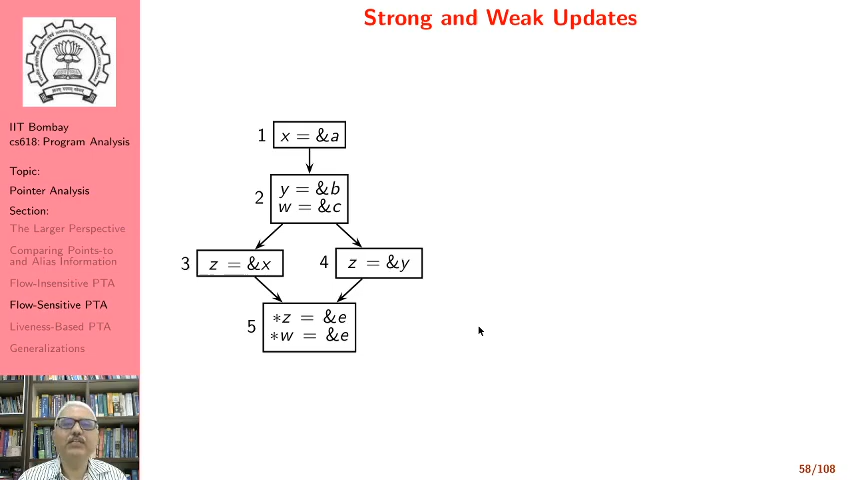 Strong and Weak Updates
IIT Bombay
cs618: Program Analysis
Topic:
Pointer Analysis
Section:
The Larger Perspective
Comparing Points-to
and Alias Information
Flow-Insensitive PTA
Flow-Sensitive PTA
Liveness-Based PTA
Generalizations
1 x = &a
2 y = &b
w = &c
3 z = &x
4 z = &y
5 *z = &e
*w = &e
58/108